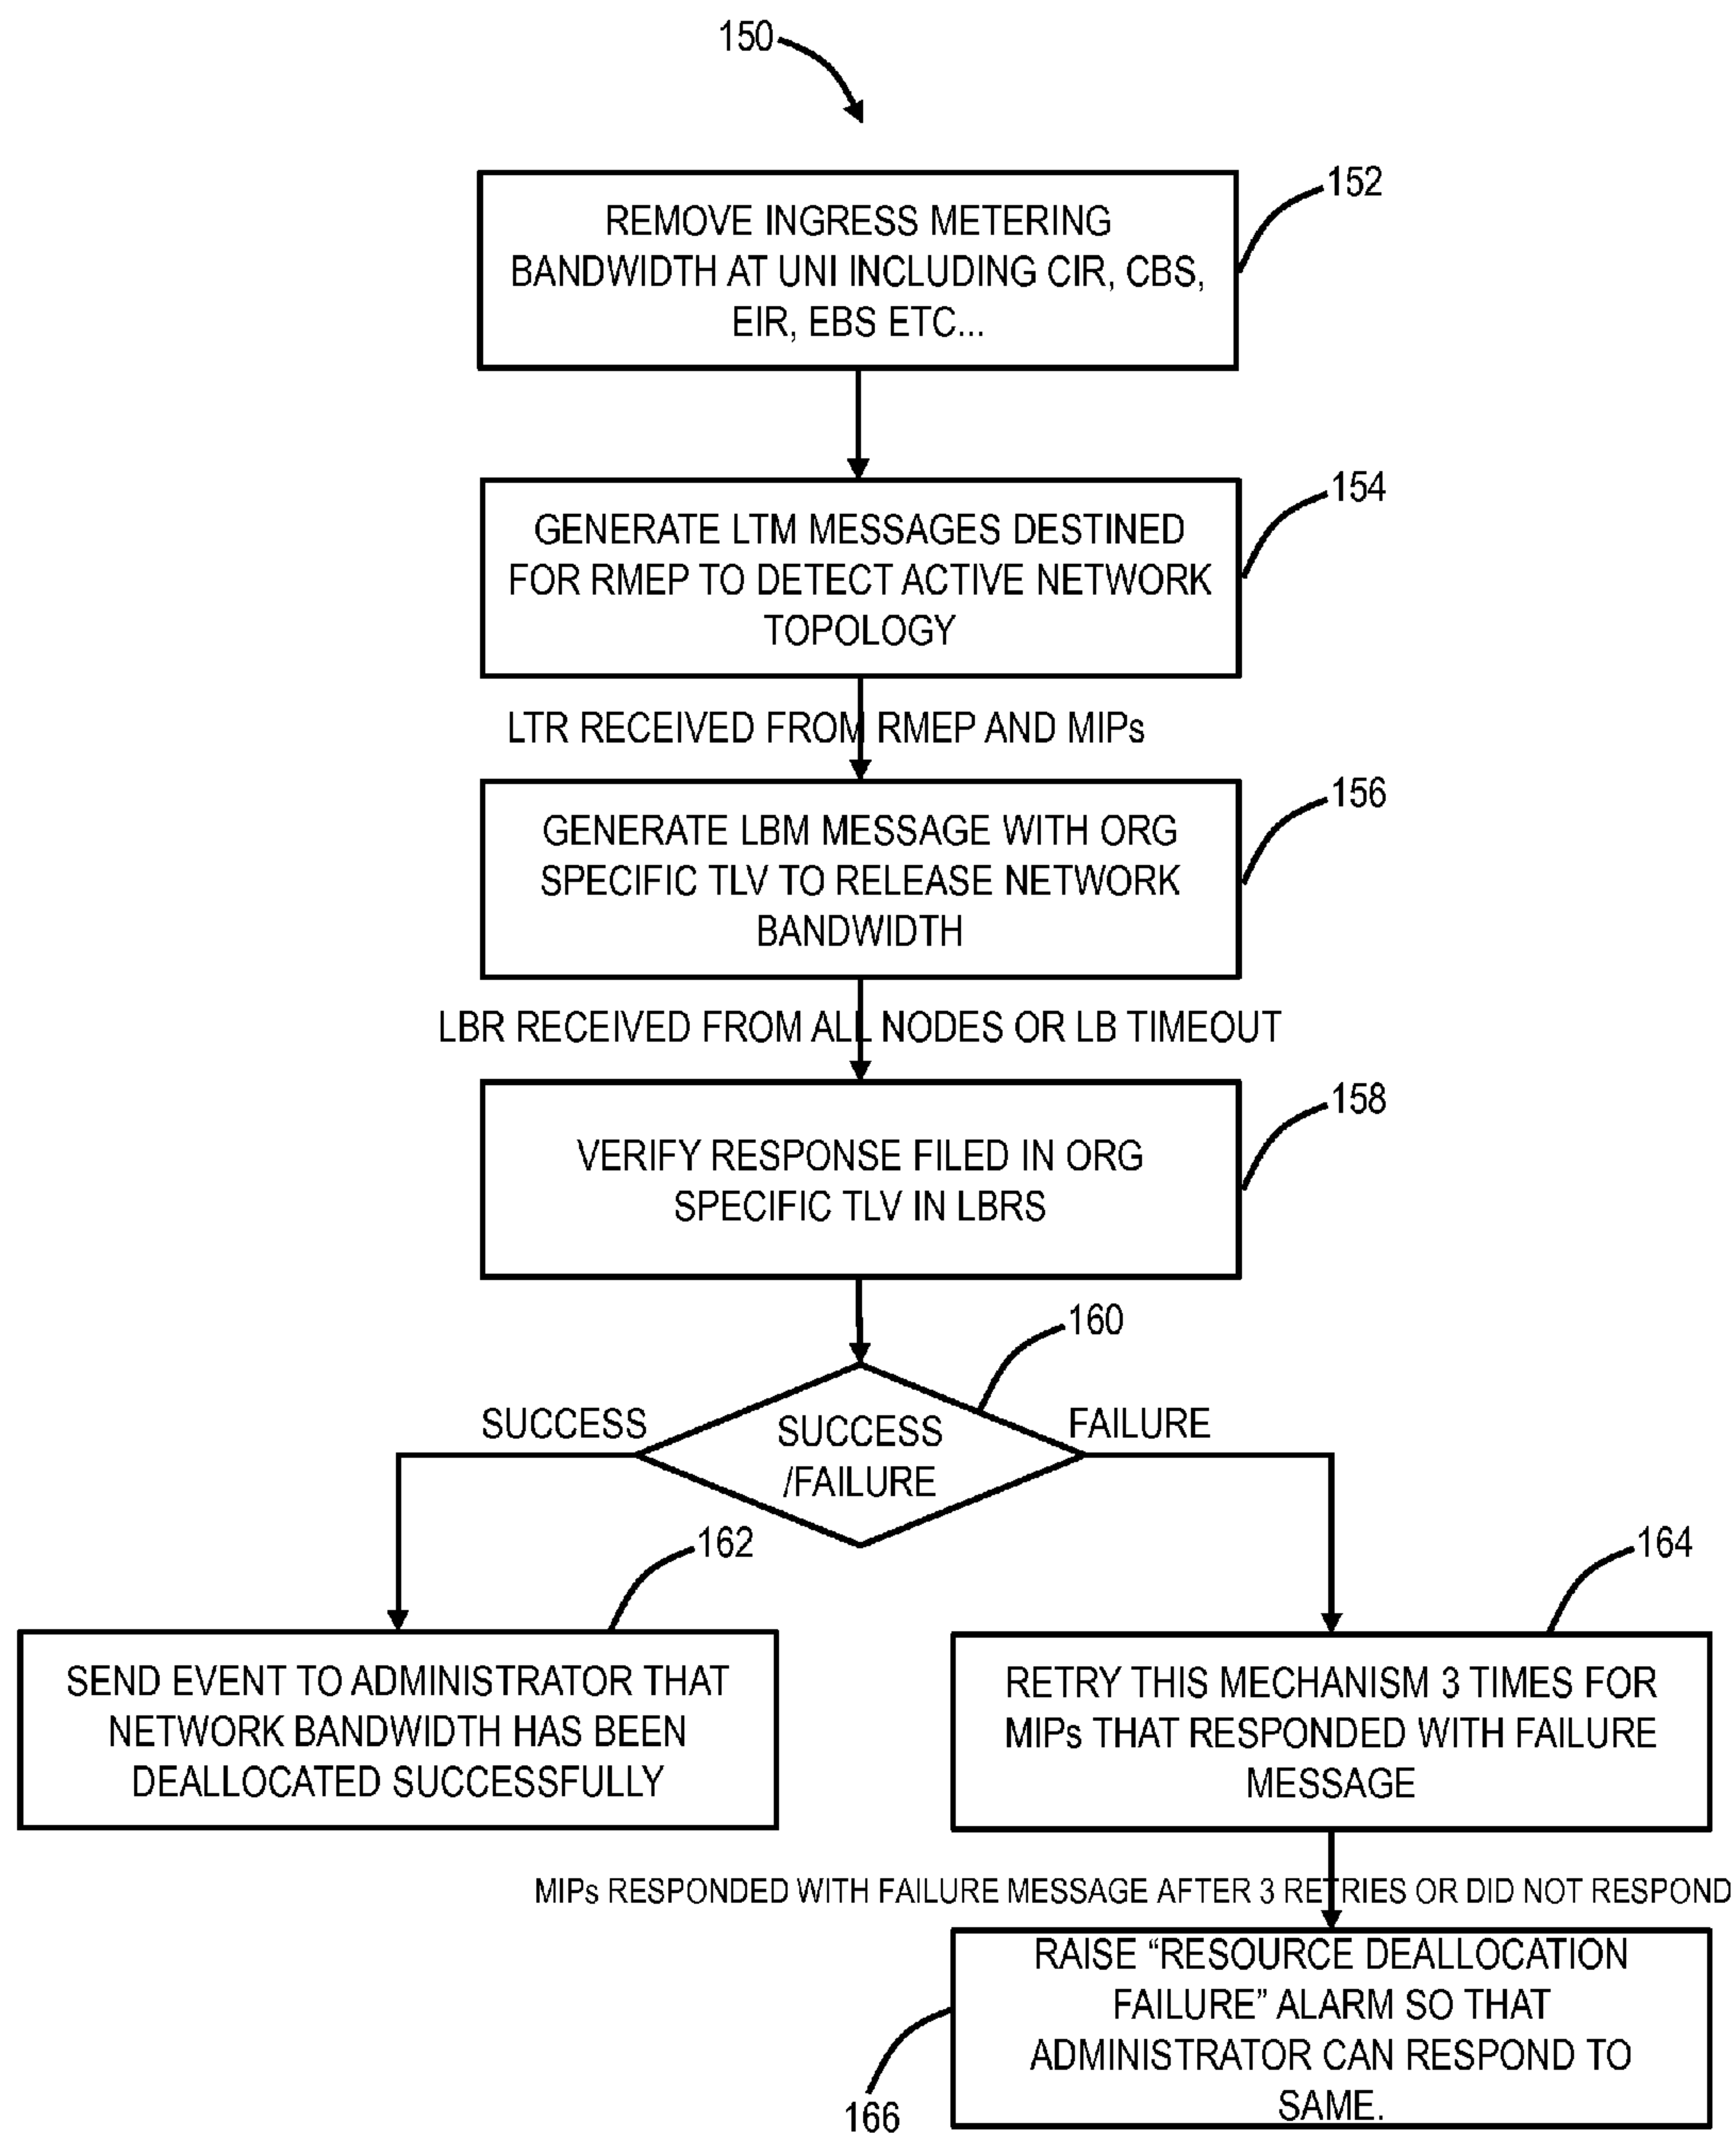 150
152
REMOVE INGRESS METERING
BANDWIDTH AT UNI INCLUDING CIR, CBS,
EIR, EBS ETC...
154
GENERATE LTM MESSAGES DESTINED
FOR RMEP TO DETECT ACTIVE NETWORK
TOPOLOGY
LTR RECEIVED FROM RMEP AND MIPs
156
GENERATE LBM MESSAGE WITH ORG
SPECIFIC TLV TO RELEASE NETWORK
BANDWIDTH
LBR RECEIVED FROM ALL NODES OR LB TIMEOUT
158
VERIFY RESPONSE FILED IN ORG
SPECIFIC TLV IN LBRS
160
SUCCESS
FAILURE
SUCCESS
/FAILURE
162
164
SEND EVENT TO ADMINISTRATOR THAT
NETWORK BANDWIDTH HAS BEEN
DEALLOCATED SUCCESSFULLY
RETRY THIS MECHANISM 3 TIMES FOR
MIPs THAT RESPONDED WITH FAILURE
MESSAGE
MIPs RESPONDED WITH FAILURE MESSAGE AFTER 3 RETRIES OR DID NOT RESPOND
RAISE “RESOURCE DEALLOCATION
FAILURE” ALARM SO THAT
ADMINISTRATOR CAN RESPOND TO
SAME.
166